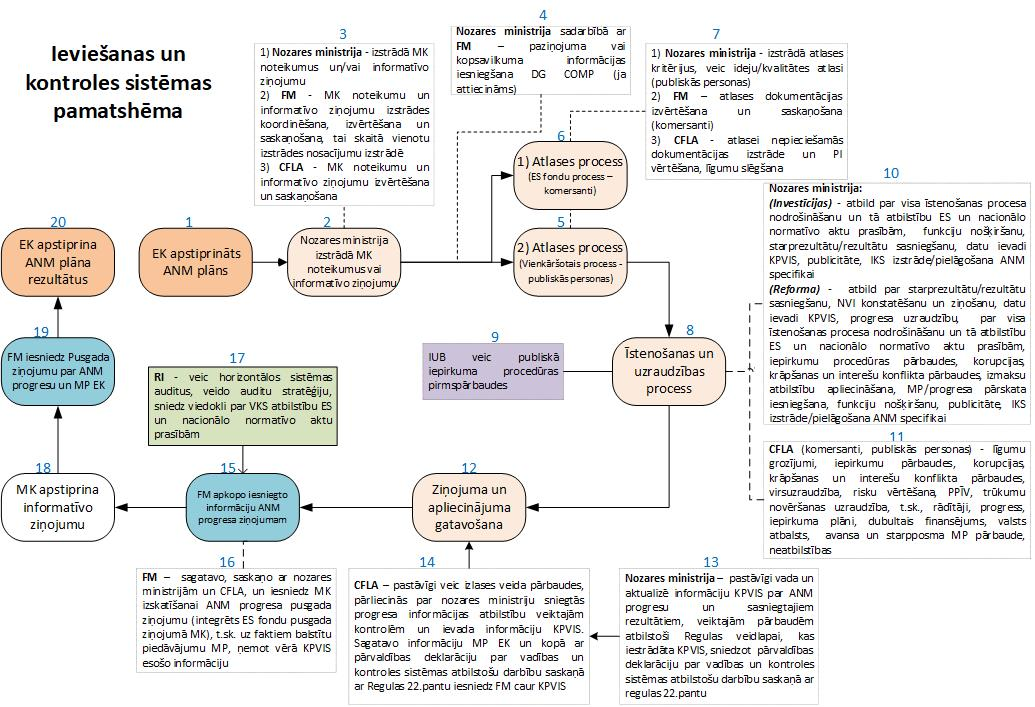 Ieviešanas un
kontroles sistēmas
pamatshēma
3
1) Nozares ministrija - izstrādā MK
noteikumus un/vai informatīvo
ziņojumu
2) FM - MK noteikumu un
informatīvo ziņojumu izstrādes
koordinēšana, izvērtēšana un
saskaņošana, tai skaitā vienotu
izstrādes nosacījumu izstrādē
3) CFLA - MK noteikumu un
informatīvo ziņojumu izvērtēšana
un saskaņošana
4
Nozares ministrija sadarbībā ar
FM – paziņojuma vai
kopsavilkuma informācijas
iesniegšana DG COMP (ja
attiecināms)
7
1) Nozares ministrija - izstrādā atlases
kritērijus, veic ideju/kvalitātes atlasi
(publiskās personas)
2) FM – atlases dokumentācijas
izvērtēšana un saskaņošana
(komersanti)
3) CFLA - atlasei nepieciešamās
dokumentācijas izstrāde un PI
vērtēšana, līgumu slēgšana
6
1) Atlases process
(ES fondu process –
komersanti)
5
2) Atlases process
(Vienkāršotais process -
publiskās personas)
20
EK apstiprina
ANM plāna
rezultātus
1
EK apstiprināts
ANM plāns
2
Nozares ministrija
izstrādā MK
noteikumus vai
informatīvo ziņojumu
10
Nozares ministrija:
(Investīcijas) - atbild par visa īstenošanas procesa
nodrošināšanu un tā atbilstību ES un nacionālo
normatīvo aktu prasībām, funkciju nošķiršanu,
starprezultātu/rezultātu sasniegšanu, datu ievadi
KPVIS, publicitāte, IKS izstrāde/pielāgošana ANM
specifikai
(Reforma) - atbild par starprezultātu/rezultātu
sasniegšanu, NVI konstatēšanu un ziņošanu, datu
ievadi KPVIS, progresa uzraudzību, par visa
īstenošanas procesa nodrošināšanu un tā atbilstību
ES un nacionālo normatīvo aktu prasībām,
iepirkumu procedūras pārbaudes, korupcijas,
krāpšanas un interešu konflikta pārbaudes, izmaksu
atbilstību apliecināšana, MP/progresa pārskata
iesniegšana, funkciju nošķiršanu, publicitāte, IKS
izstrāde/pielāgošana ANM specifikai
19
FM iesniedz Pusgada
ziņojumu par ANM
progresu un MP EK
17
RI - veic horizontālos sistēmas
auditus, veido auditu stratēģiju,
sniedz viedokli par VKS atbilstību ES
un nacionālo normatīvo aktu
prasībām
9
IUB veic publiskā
iepirkuma procedūras
pirmspārbaudes
8
Īstenošanas un
uzraudzības
process
11
CFLA (komersanti, publiskās personas) - līgumu
grozījumi, iepirkumu pārbaudes, korupcijas,
krāpšanas un interešu konflikta pārbaudes,
virsuzraudzība, risku vērtēšana, PPĪV, trūkumu
novēršanas uzraudzība, t.sk., rādītāji, progress,
iepirkuma plāni, dubultais finansējums, valsts
atbalsts, avansa un starpposma MP pārbaude,
neatbilstības
18
MK apstiprina
informatīvo
ziņojumu
15
FM apkopo iesniegto
informāciju ANM
progresa ziņojumam
12
Ziņojuma un
apliecinājuma
gatavošana
16
FM – sagatavo, saskaņo ar nozares
ministrijām un CFLA, un iesniedz MK
izskatīšanai ANM progresa pusgada
ziņojumu (integrēts ES fondu pusgada
ziņojumā MK), t.sk. uz faktiem balstītu
piedāvājumu MP, ņemot vērā KPVIS
esošo informāciju
14
CFLA – pastāvīgi veic izlases veida pārbaudes,
pārliecinās par nozares ministriju sniegtās
progresa informācijas atbilstību veiktajām
kontrolēm un ievada informāciju KPVIS.
Sagatavo informāciju MP EK un kopā ar
pārvaldības deklarāciju par vadības un
kontroles sistēmas atbilstošu darbību saskaņā
ar Regulas 22.pantu iesniedz FM caur KPVIS
13
Nozares ministrija – pastāvīgi vada un
aktualizē informāciju KPVIS par ANM
progresu un sasniegtajiem
rezultātiem, veiktajām pārbaudēm
atbilstoši Regulas veidlapai, kas
iestrādāta KPVIS, sniedzot pārvaldības
deklarāciju par vadības un kontroles
sistēmas atbilstošu darbību saskaņā ar
regulas 22.pantu